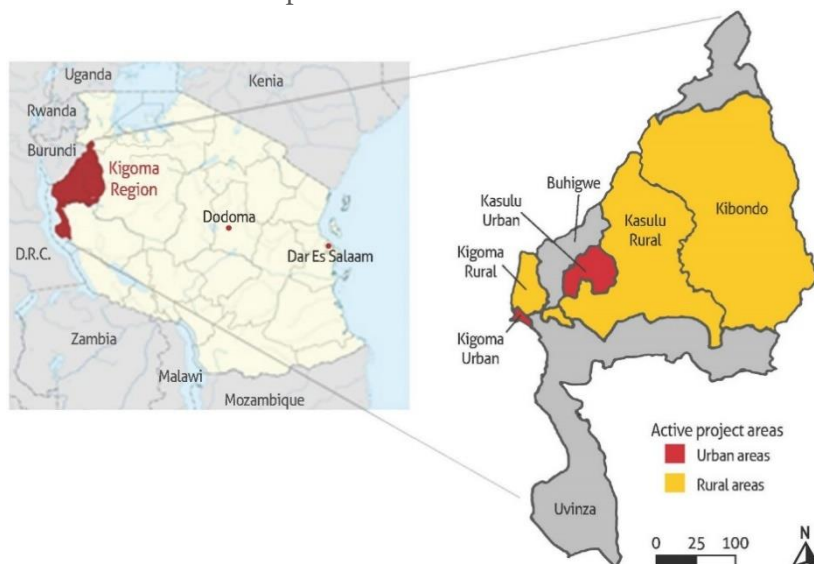 Uganda
Kenia
Rwanda
Burundi
Kigoma
Region
Dodoma
Dar Es Salaam
D.R.C.
Zambia
Malawi
Mozambique
Buhigwe
Kasulu
Urban
Kasulu
Rural
Kibondo
Kigoma
Rural
Kigoma
Urban
Uvinza
Active project areas
Urban areas
Rural areas
0 25 100
N